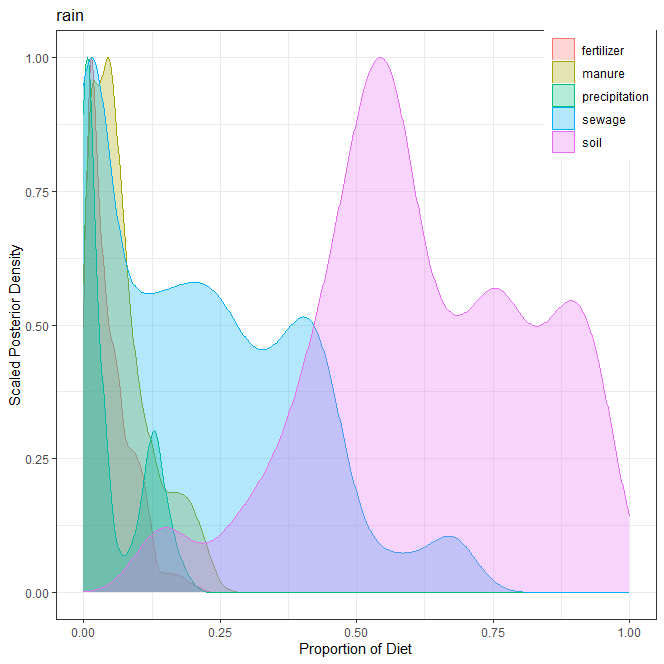 rain
fertilizer
manure
precipitation
sewage
soil
Scaled Posterior Density
1.00
0.75
0.50
0.25
0.00
0.00 0.25 0.50 0.75 1.00
Proportion of Diet